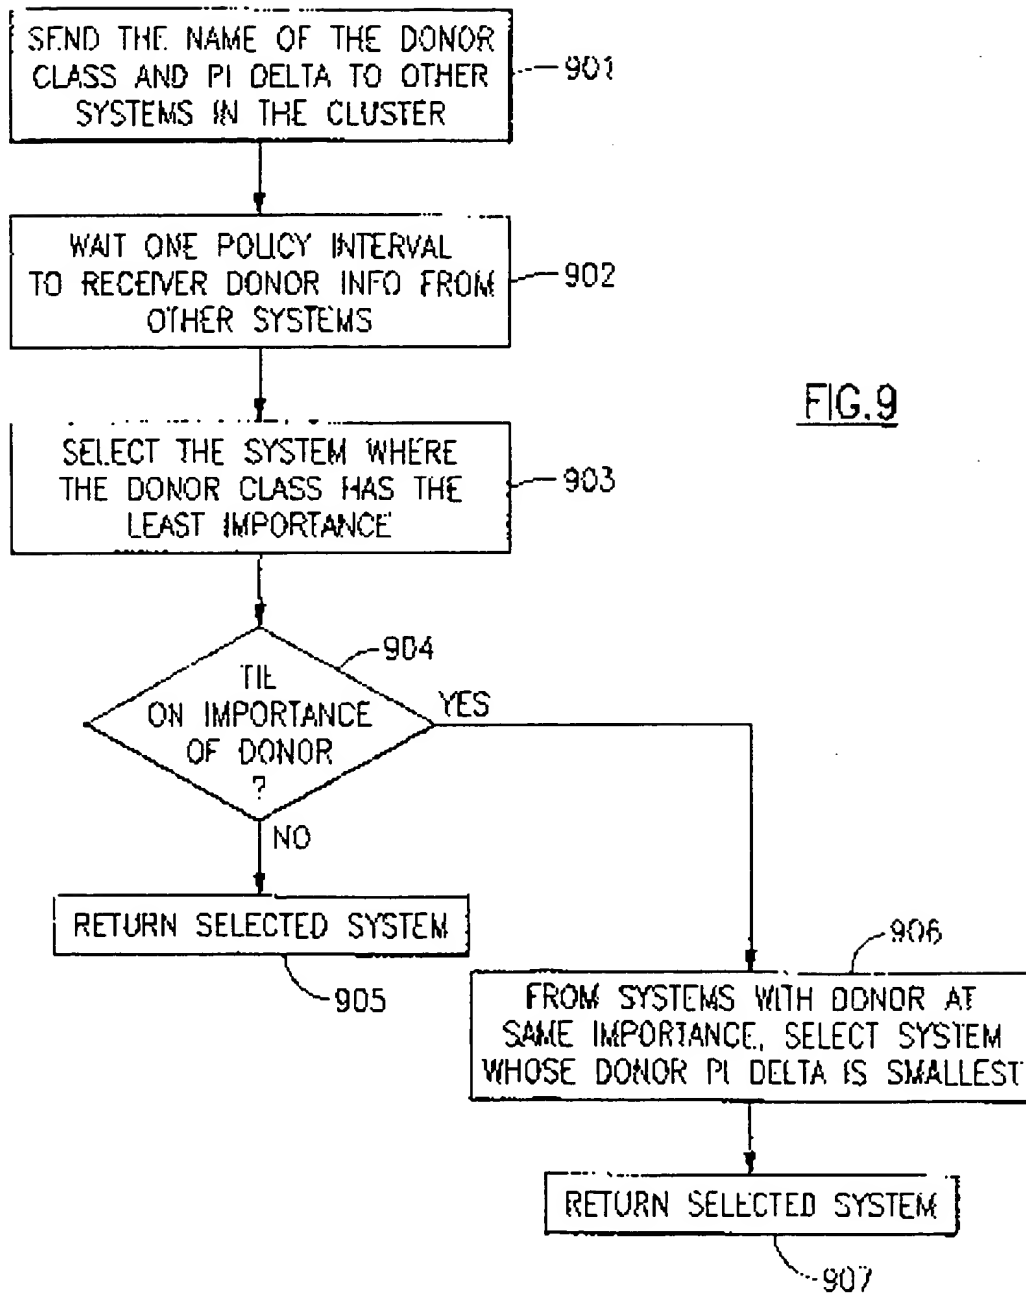 SEND THE NAME OF THE DONOR
CLASS AND PI DELTA TO OTHER
SYSTEMS IN THE CLUSTER
901
WAIT ONE POLICY INTERVAL
TO RECEIVER DONOR INFO FROM
OTHER SYSTEMS
902
FIG.9
SELECT THE SYSTEM WHERE
THE DONOR CLASS HAS THE
LEAST IMPORTANCE
903
904
TIE
ON IMPORTANCE
OF DONOR
?
YES
NO
RETURN SELECTED SYSTEM
905
906
FROM SYSTEMS WITH DONOR AT
SAME IMPORTANCE, SELECT SYSTEM
WHOSE DONOR PI DELTA IS SMALLEST
RETURN SELECTED SYSTEM
907